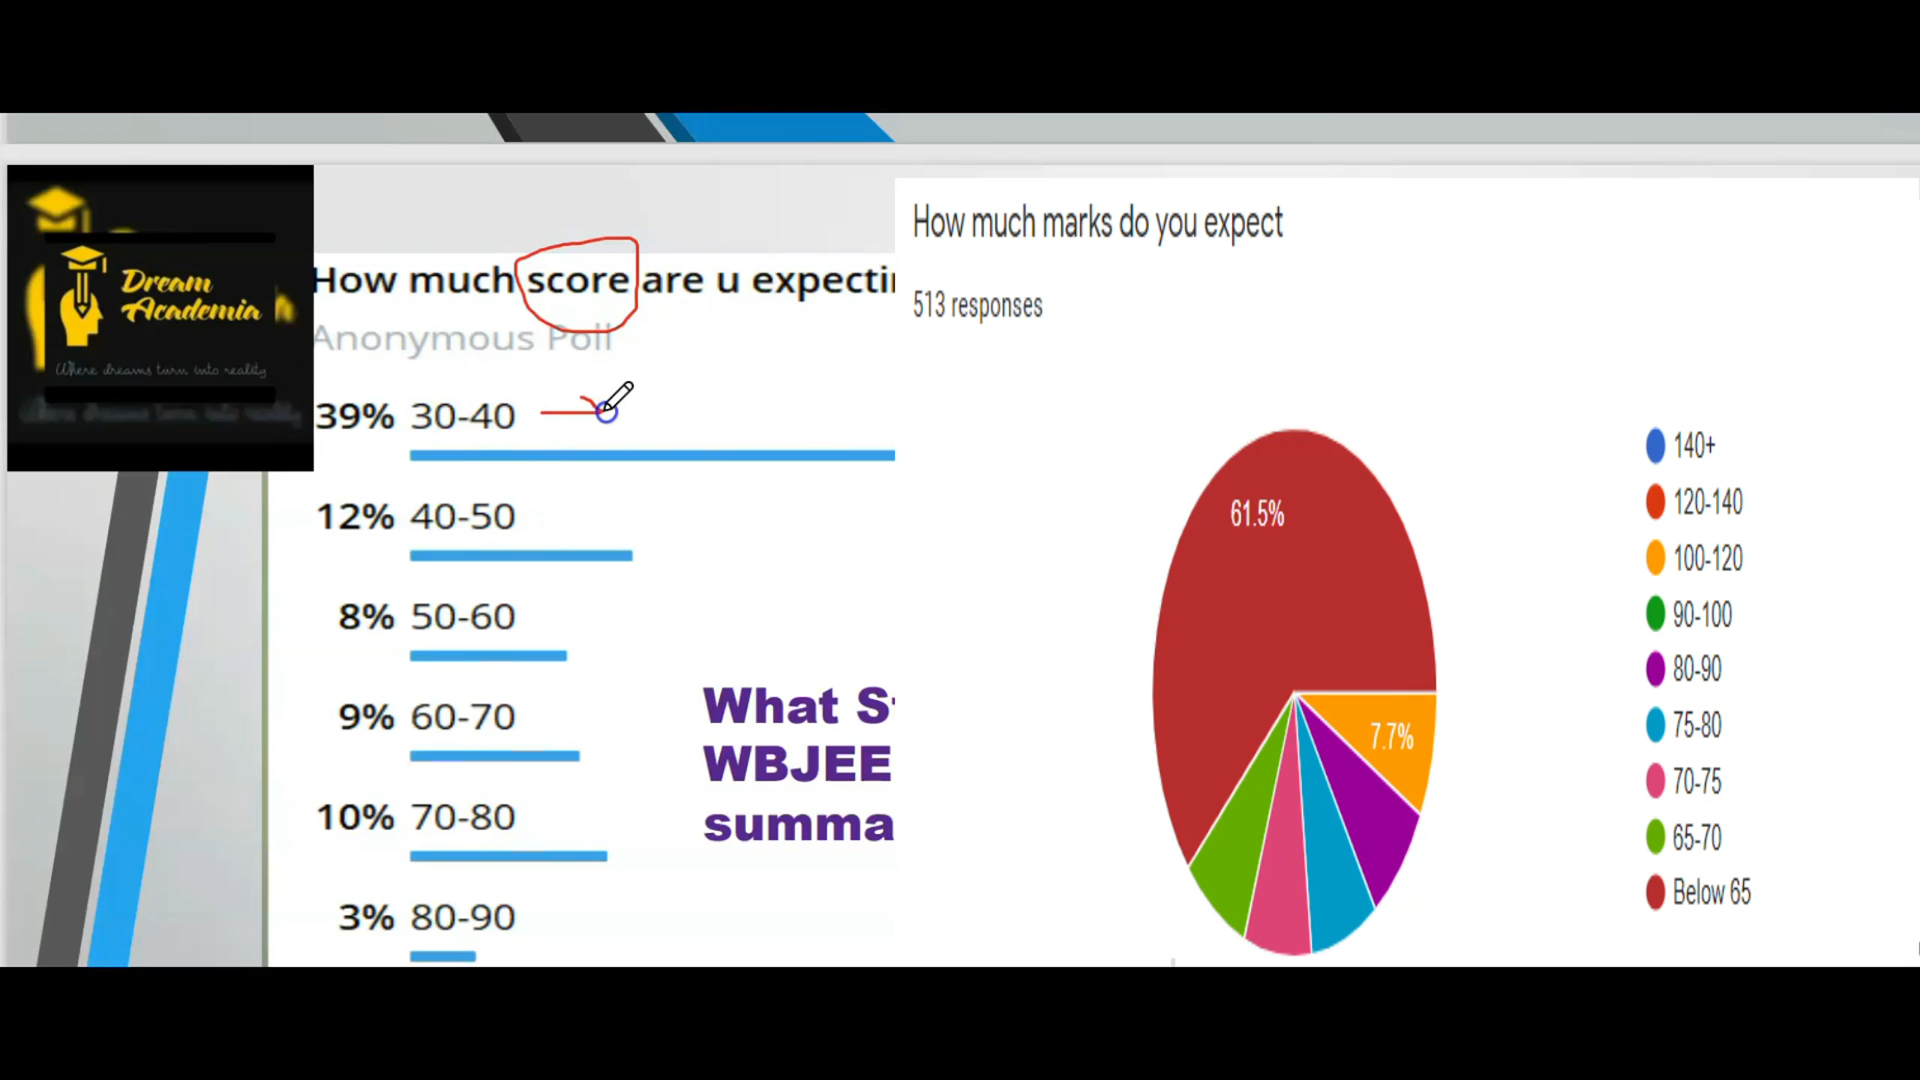 Dream
Academia
Where dreams turn into reality
How much score are u expecti
Anonymous Poll
39% 30-40
12% 40-50
8% 50-60
9% 60-70
10% 70-80
3% 80-90
What S
WBJEE
summa
How much marks do you expect
513 responses
61.5%
7.7%
140+
120-140
100-120
90-100
80-90
75-80
70-75
65-70
Below 65